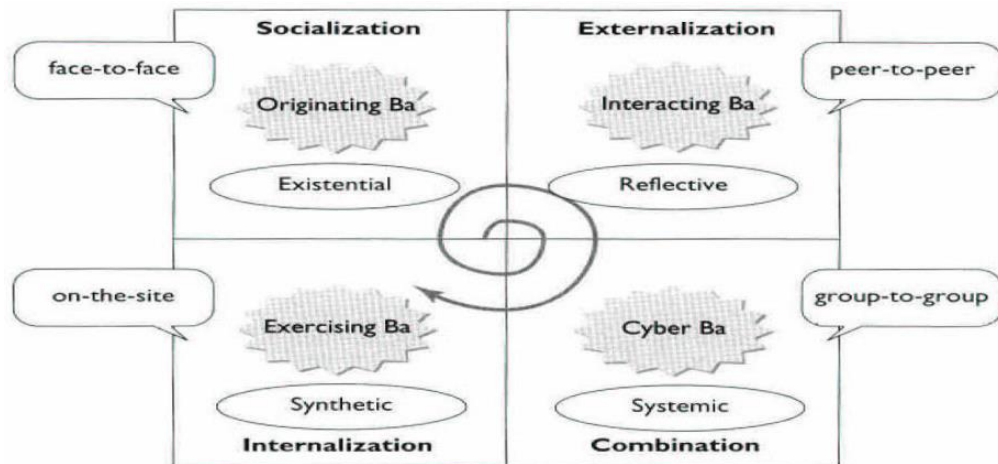 Socialization
Externalization
face-to-face
peer-to-peer
Originating Ba
Interacting Ba
Existential
Reflective
on-the-site
group-to-group
Exercising Ba
Cyber Ba
Synthetic
Systemic
Internalization
Combination